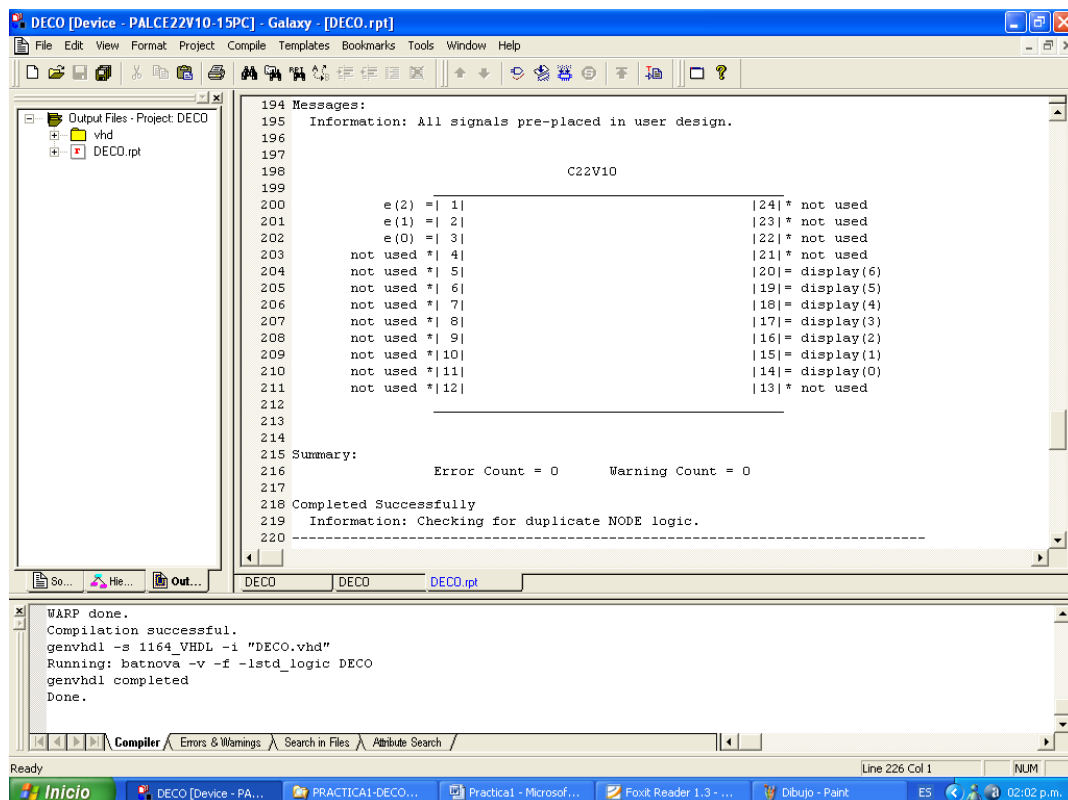 DECO [Device - PALCE22V10-15PC] - Galaxy - [DECO.rpt]
File Edit View Format Project Compile Templates Bookmarks Tools Window Help
Output Files - Project: DECO
vhd
DECO.rpt
194 Messages:
195 Information: All signals pre-placed in user design.
196
197
198 C22V10
199
200 e(2) =| 1| |24|* not used
201 e(1) =| 2| |23|* not used
202 e(0) =| 3| |22|* not used
203 not used *| 4| |21|* not used
204 not used *| 5| |20|= display(6)
205 not used *| 6| |19|= display(5)
206 not used *| 7| |18|= display(4)
207 not used *| 8| |17|= display(3)
208 not used *| 9| |16|= display(2)
209 not used *|10| |15|= display(1)
210 not used *|11| |14|= display(0)
211 not used *|12| |13|* not used
212
213
214
215 Summary:
216 Error Count = 0 Warning Count = 0
217
218 Completed Successfully
219 Information: Checking for duplicate NODE logic.
220 -----------------------------------------------------------------------------
So... Hie... Out...
DECO DECO DECO.rpt
WARP done.
Compilation successful.
genvhdl -s 1164_VHDL -i "DECO.vhd"
Running: batnova -v -f -lstd_logic DECO
genvhdl completed
Done.
Compiler Errors & Warnings Search in Files Attribute Search
Ready Line 226 Col 1 NUM
Inicio DECO [Device - PA... PRACTICA1-DECO... Practica1 - Microsof... Foxit Reader 1.3 - ... Dibujo - Paint ES 02:02 p.m.